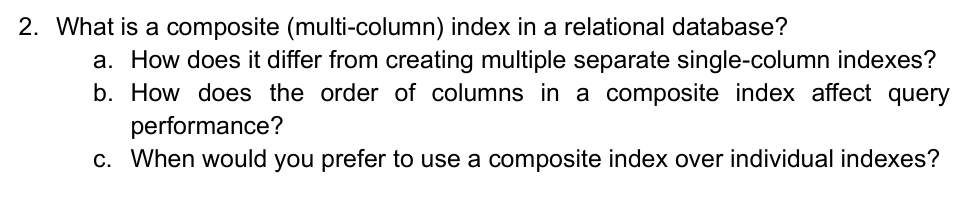 2. What is a composite (multi-column) index in a relational database?
a. How does it differ from creating multiple separate single-column indexes?
b. How does the order of columns in a composite index affect query
performance?
c. When would you prefer to use a composite index over individual indexes?